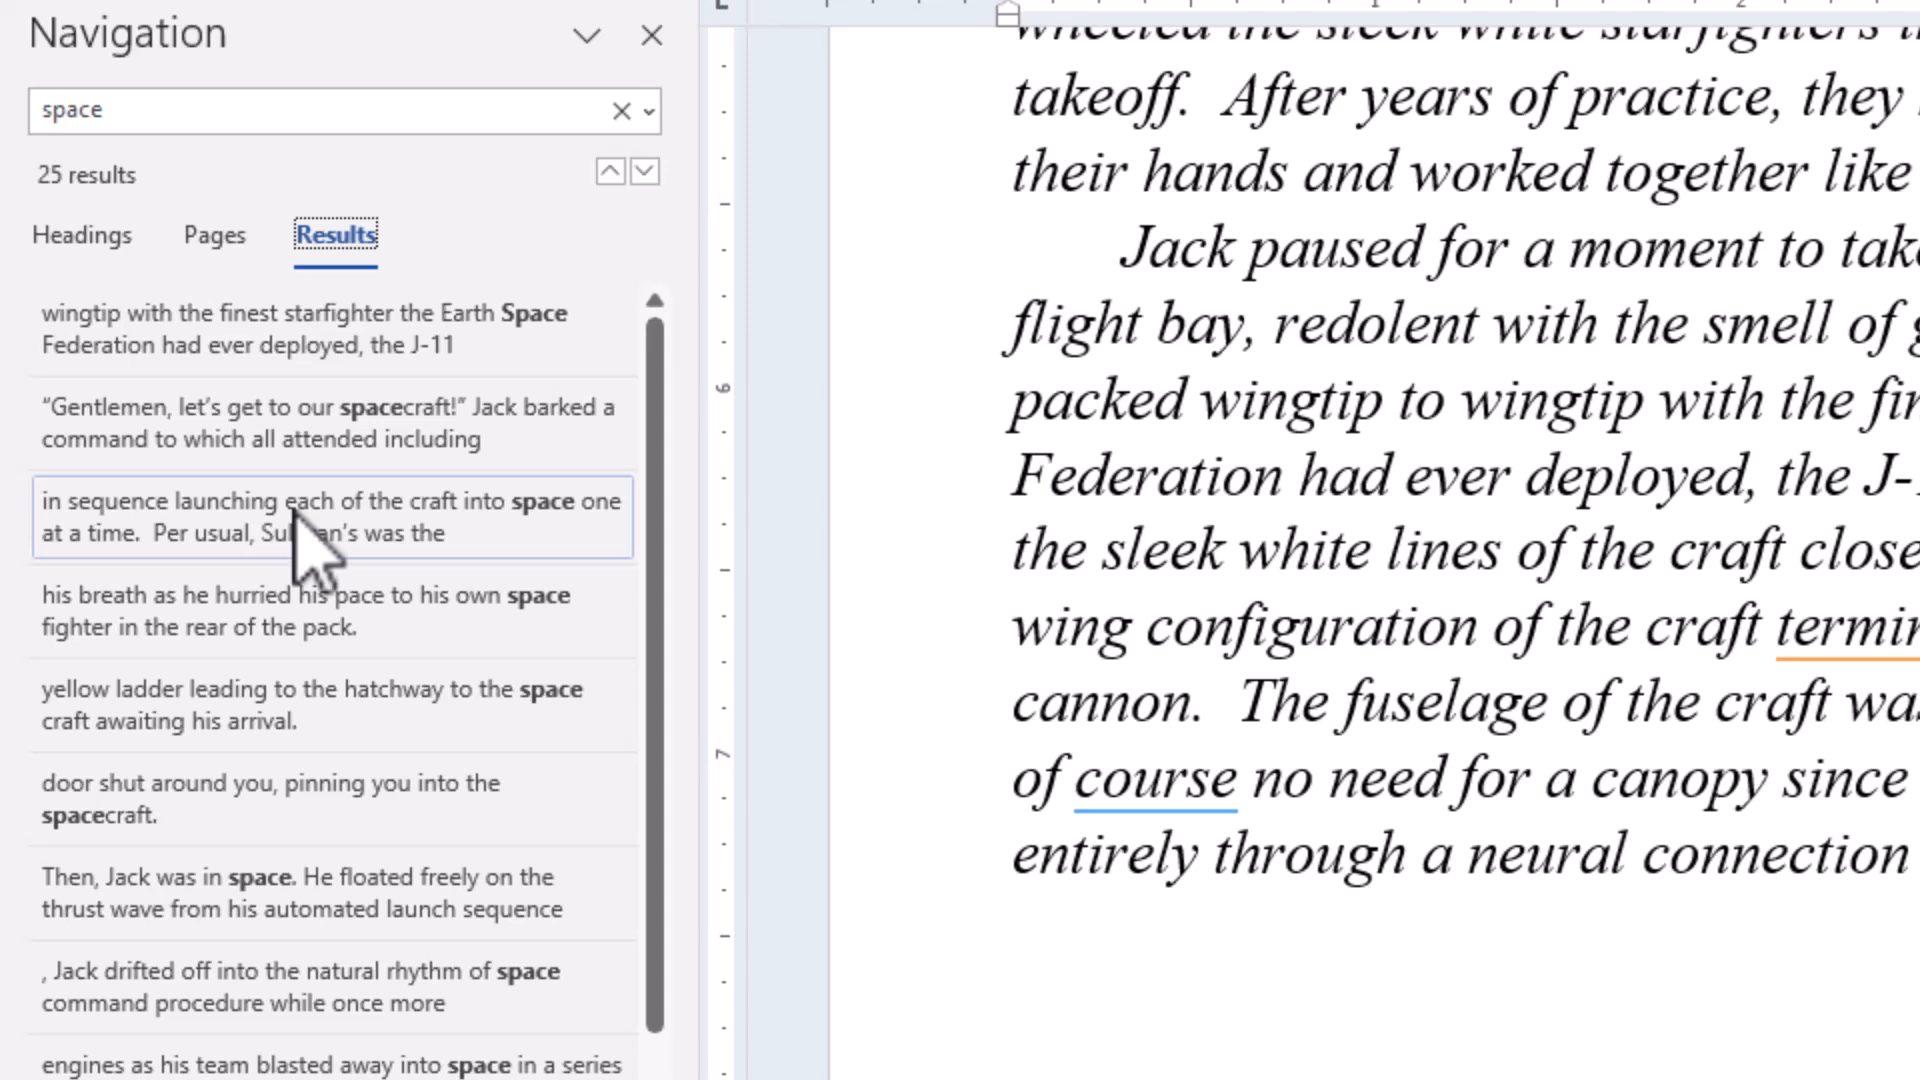 Navigation
space
25 results
Headings Pages Results
wingtip with the finest starfighter the Earth Space
Federation had ever deployed, the J-11
“Gentlemen, let’s get to our spacecraft!” Jack barked a
command to which all attended including
in sequence launching each of the craft into space one
at a time.  Per usual, was the
his breath as he hurried his pace to his own space
fighter in the rear of the pack.
yellow ladder leading to the hatchway to the space
craft awaiting his arrival.
door shut around you, pinning you into the
spacecraft.
Then, Jack was in space. He floated freely on the
thrust wave from his automated launch sequence
, Jack drifted off into the natural rhythm of space
command procedure while once more
engines as his team blasted away into space in a series
1 2
6
7
wheeled the sleek white starfighters
takeoff.  After years of practice, they
their hands and worked together like
Jack paused for a moment to
flight bay, redolent with the smell of
packed wingtip to wingtip with the
Federation had ever deployed, the
the sleek white lines of the craft
wing configuration of the craft
cannon.  The fuselage of the craft
of course no need for a canopy since
entirely through a neural connection